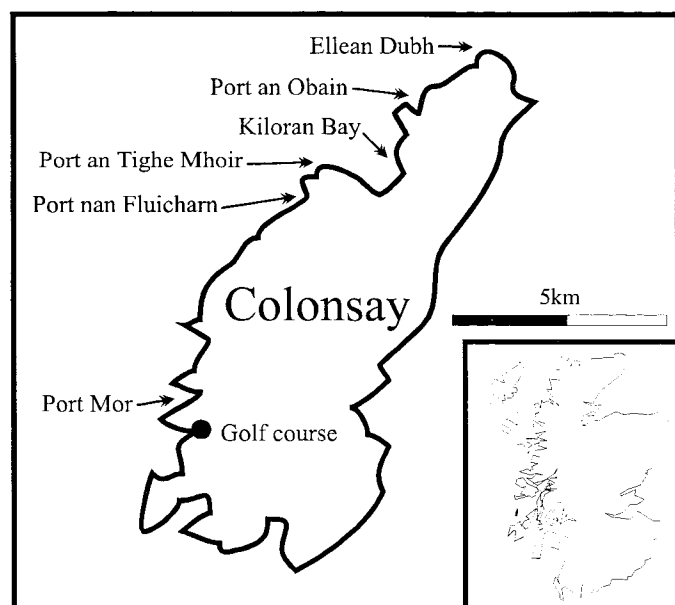 Ellean Dubh
Port an Obain
Kiloran Bay
Port an Tighe Mhoir
Port nan Fluicharn
Colonsay
5km
Port Mor
Golf course